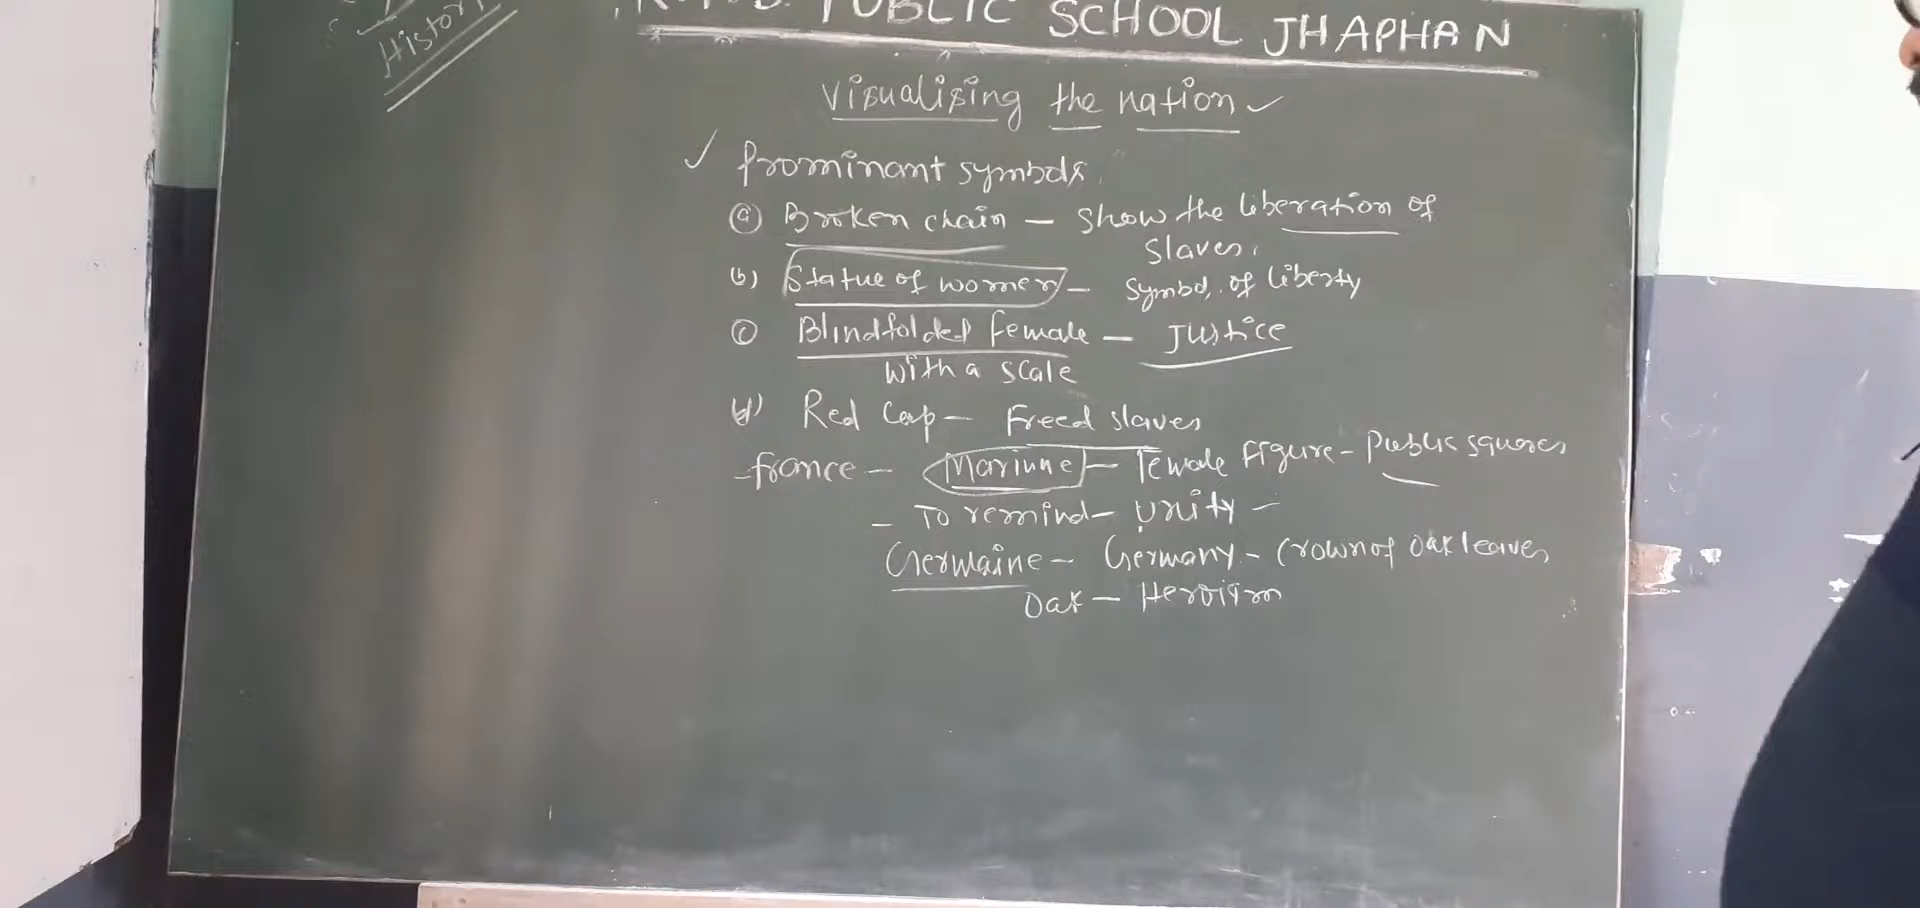 History
PUBLIC SCHOOL JHAPHAN
Visualising the nation
Prominant symbols
(a) Broken chain – show the liberation of
slaves.
(b) Statue of women – symbol of liberty
(c) Blindfolded female – Justice
with a scale
(d) Red Cap – Freed slaves
- france – Mariune – Female figure – Public squares
- To remind – Unity –
Germaine – Germany – Crown of Oak leaves
Oak – Heroism